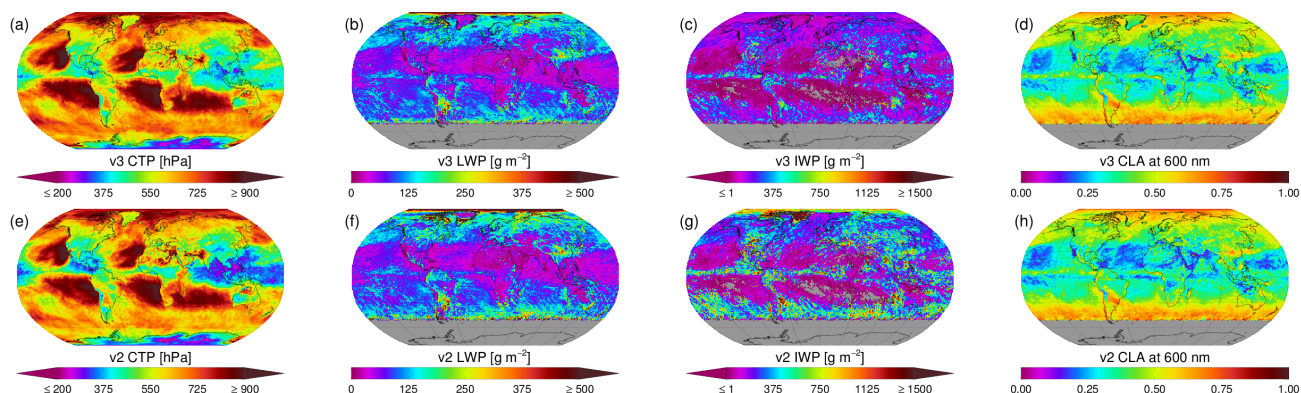 (a) (b) (c) (d)
v3 CTP [hPa] v3 LWP [g m⁻²] v3 IWP [g m⁻²] v3 CLA at 600 nm
≤ 200 375 550 725 ≥ 900 0 125 250 375 ≥ 500 ≤ 1 375 750 1125 ≥ 1500 0.00 0.25 0.50 0.75 1.00
(e) (f) (g) (h)
v2 CTP [hPa] v2 LWP [g m⁻²] v2 IWP [g m⁻²] v2 CLA at 600 nm
≤ 200 375 550 725 ≥ 900 0 125 250 375 ≥ 500 ≤ 1 375 750 1125 ≥ 1500 0.00 0.25 0.50 0.75 1.00